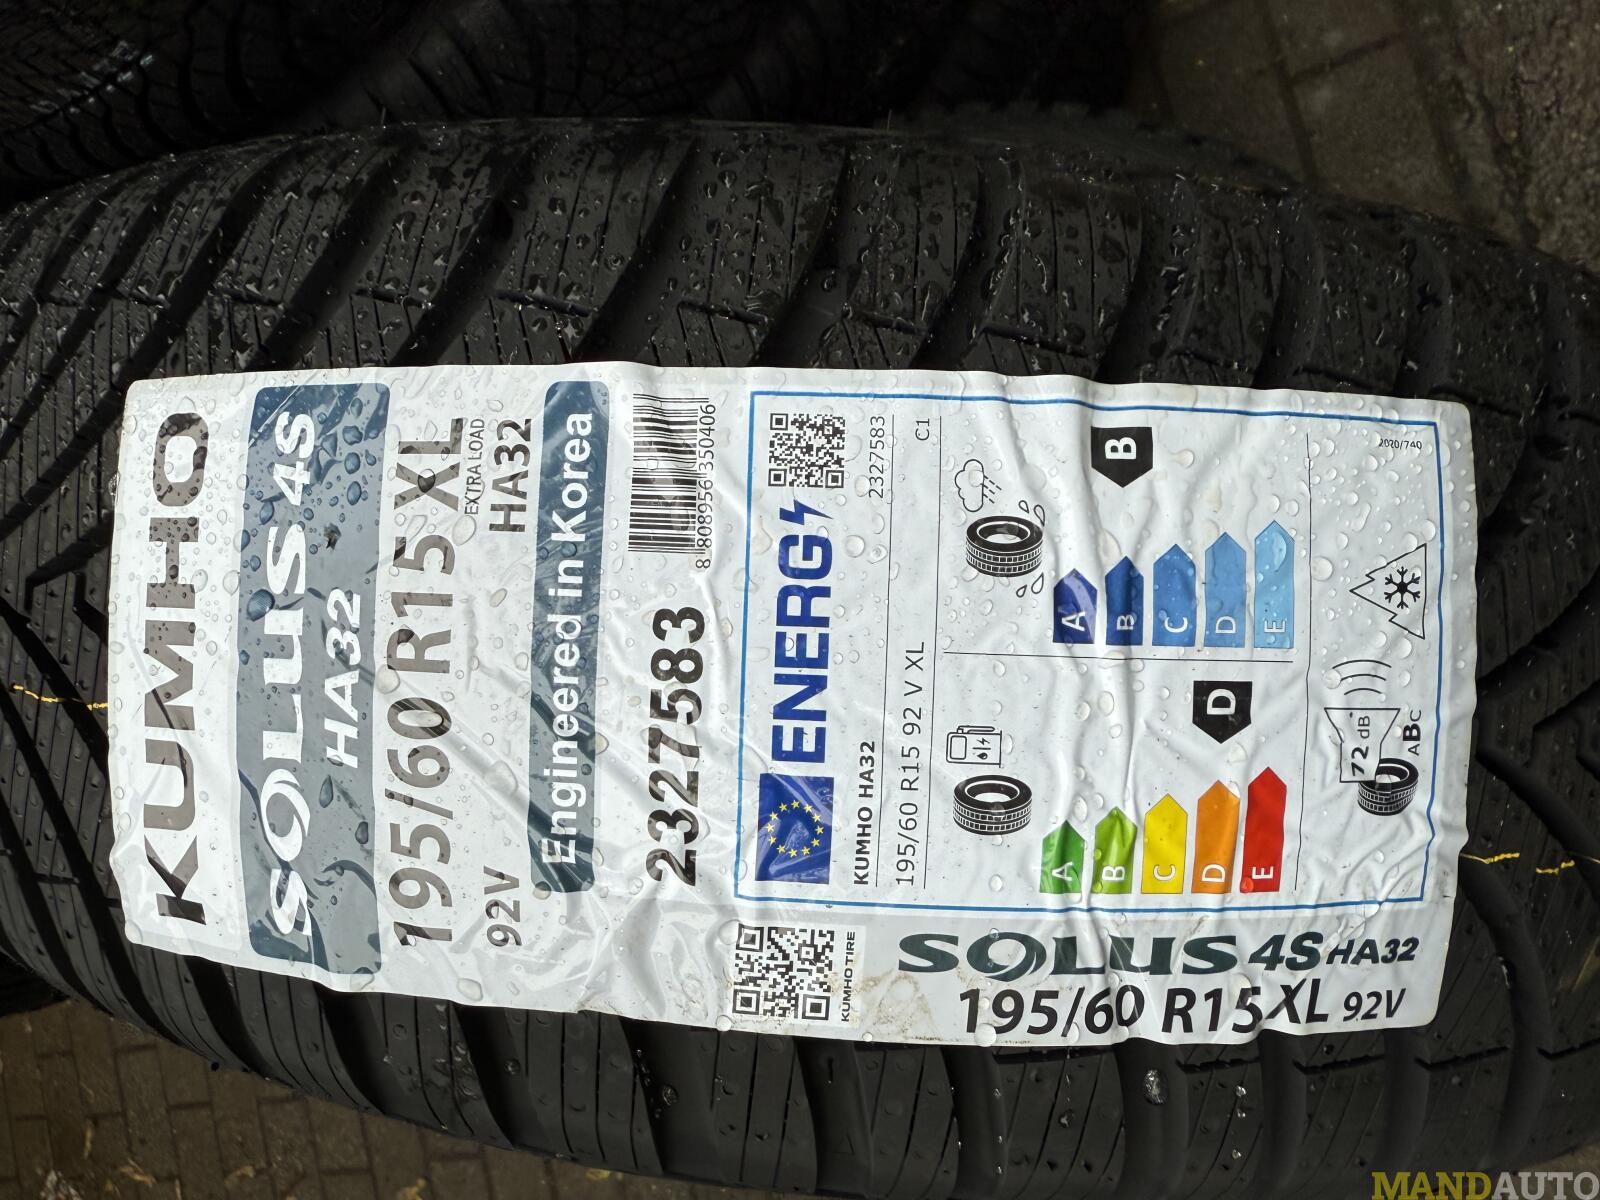 KUMHO
SOLUS 4S
HA32
195/60 R15 XL
EXTRA LOAD
92V
HA32
Engineered in Korea
2327583
8 808956 350406
ENERG
KUMHO HA32
2327583
195/60 R15 92 V XL
C1
A
B
C
D
E
D
A
B
C
D
E
B
72 dB
ABC
2020/740
KUMHO TIRE
SOLUS 4S HA32
195/60 R15 XL 92V
MANDAUTO